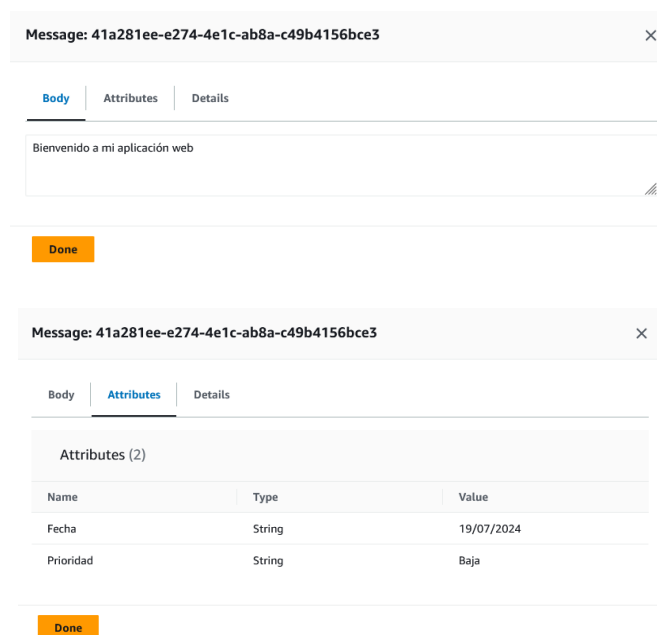 Message: 41a281ee-e274-4e1c-ab8a-c49b4156bce3
Body Attributes Details
Bienvenido a mi aplicación web
Done
Message: 41a281ee-e274-4e1c-ab8a-c49b4156bce3
Body Attributes Details
Attributes (2)
Name Type Value
Fecha String 19/07/2024
Prioridad String Baja
Done